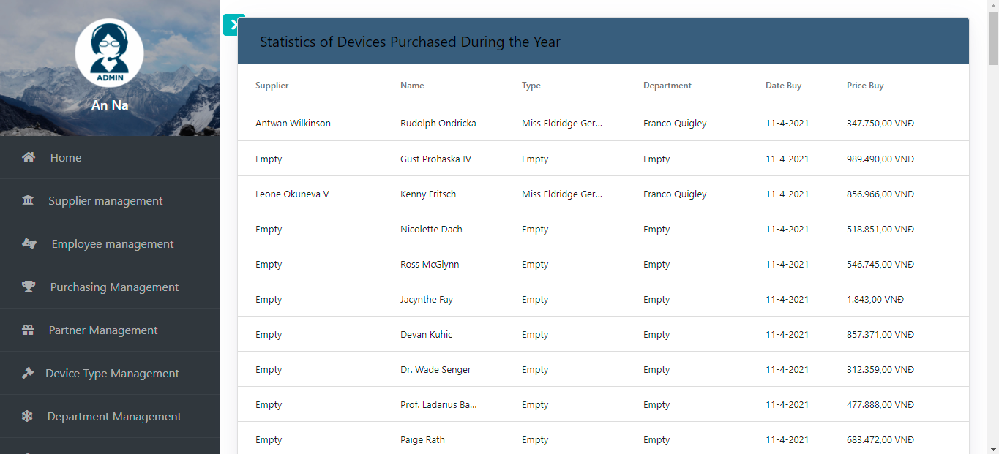 ADMIN
An Na
Home
Supplier management
Employee management
Purchasing Management
Partner Management
Device Type Management
Department Management
Statistics of Devices Purchased During the Year
Supplier Name Type Department Date Buy Price Buy
Antwan Wilkinson Rudolph Ondricka Miss Eldridge Ger... Franco Quigley 11-4-2021 347.750,00 VNĐ
Empty Gust Prohaska IV Empty Empty 11-4-2021 989.490,00 VNĐ
Leone Okuneva V Kenny Fritsch Miss Eldridge Ger... Franco Quigley 11-4-2021 856.966,00 VNĐ
Empty Nicolette Dach Empty Empty 11-4-2021 518.851,00 VNĐ
Empty Ross McGlynn Empty Empty 11-4-2021 546.745,00 VNĐ
Empty Jacynthe Fay Empty Empty 11-4-2021 1.843,00 VNĐ
Empty Devan Kuhic Empty Empty 11-4-2021 857.371,00 VNĐ
Empty Dr. Wade Senger Empty Empty 11-4-2021 312.359,00 VNĐ
Empty Prof. Ladarius Ba... Empty Empty 11-4-2021 477.888,00 VNĐ
Empty Paige Rath Empty Empty 11-4-2021 683.472,00 VNĐ